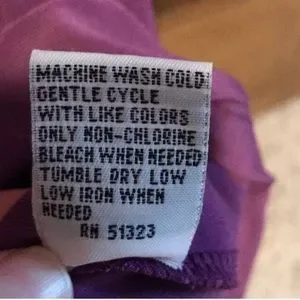 MACHINE WASH COLD
GENTLE CYCLE
WITH LIKE COLORS
ONLY NON-CHLORINE
BLEACH WHEN NEEDED
TUMBLE DRY LOW
LOW IRON WHEN
NEEDED
RN 51323